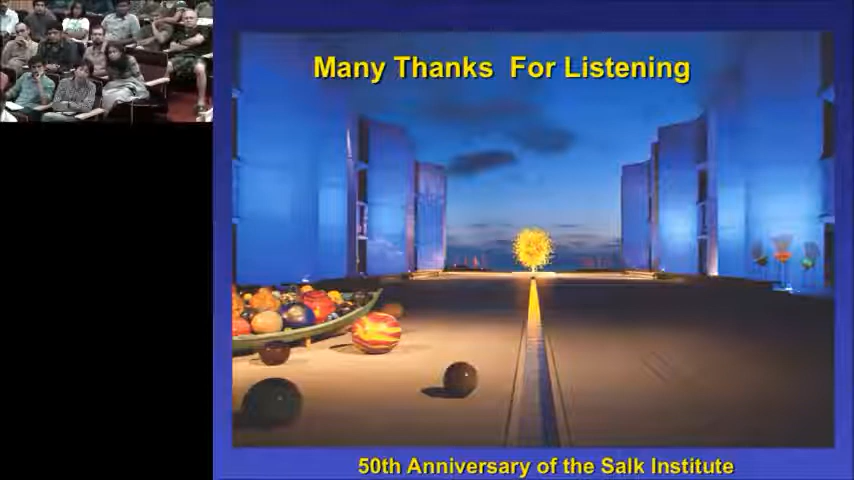 Many Thanks For Listening
50th Anniversary of the Salk Institute